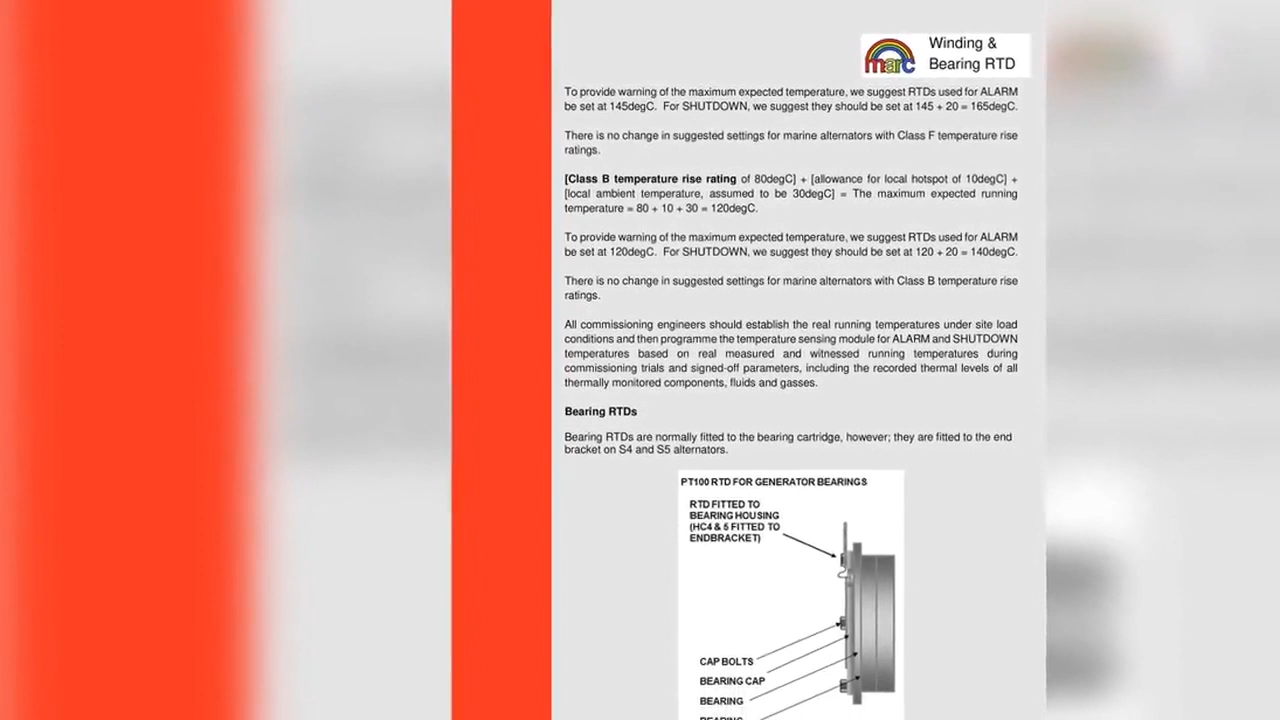 marc
Winding &
Bearing RTD
To provide warning of the maximum expected temperature, we suggest RTDs used for ALARM
be set at 145degC. For SHUTDOWN, we suggest they should be set at 145 + 20 = 165degC.
There is no change in suggested settings for marine alternators with Class F temperature rise
ratings.
[Class B temperature rise rating of 80degC] + [allowance for local hotspot of 10degC] +
[local ambient temperature, assumed to be 30degC] = The maximum expected running
temperature = 80 + 10 + 30 = 120degC.
To provide warning of the maximum expected temperature, we suggest RTDs used for ALARM
be set at 120degC. For SHUTDOWN, we suggest they should be set at 120 + 20 = 140degC.
There is no change in suggested settings for marine alternators with Class B temperature rise
ratings.
All commissioning engineers should establish the real running temperatures under site load
conditions and then programme the temperature sensing module for ALARM and SHUTDOWN
temperatures based on real measured and witnessed running temperatures during
commissioning trials and signed-off parameters, including the recorded thermal levels of all
thermally monitored components, fluids and gasses.
Bearing RTDs
Bearing RTDs are normally fitted to the bearing cartridge, however; they are fitted to the end
bracket on S4 and S5 alternators.
PT100 RTD FOR GENERATOR BEARINGS
RTD FITTED TO
BEARING HOUSING
(HC4 & 5 FITTED TO
ENDBRACKET)
CAP BOLTS
BEARING CAP
BEARING